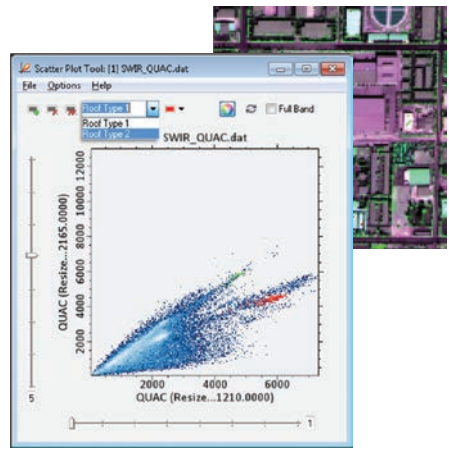 Scatter Plot Tool: [1] SWIR_QUAC.dat
File Options Help
Roof Type 1
Full Band
Roof Type 1
Roof Type 2
SWIR_QUAC.dat
12000
10000
8000
6000
4000
2000
QUAC (Resize...2165.0000)
2000 4000 6000
QUAC (Resize...1210.0000)
5
1